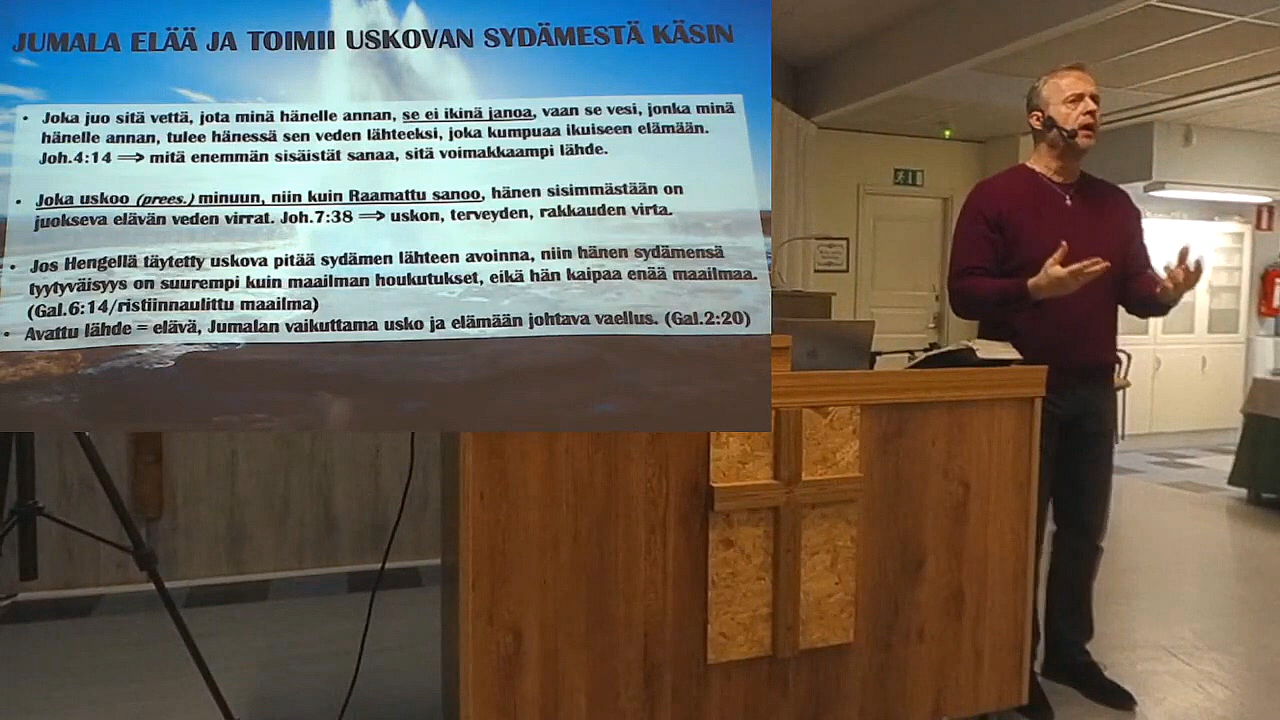 JUMALA ELÄÄ JA TOIMII USKOVAN SYDÄMESTÄ KÄSIN
• Joka juo sitä vettä, jota minä hänelle annan, se ei ikinä janoa, vaan se vesi, jonka minä
hänelle annan, tulee hänessä sen veden lähteeksi, joka kumpuaa ikuiseen elämään.
Joh.4:14 ⟹ mitä enemmän sisäistät sanaa, sitä voimakkaampi lähde.
• Joka uskoo (prees.) minuun, niin kuin Raamattu sanoo, hänen sisimmästään on
juokseva elävän veden virrat. Joh.7:38 ⟹ uskon, terveyden, rakkauden virta.
• Jos Hengellä täytetty uskova pitää sydämen lähteen avoinna, niin hänen sydämensä
tyytyväisyys on suurempi kuin maailman houkutukset, eikä hän kaipaa enää maailmaa.
(Gal.6:14/ristiinnaulittu maailma)
• Avattu lähde = elävä, Jumalan vaikuttama usko ja elämään johtava vaellus. (Gal.2:20)